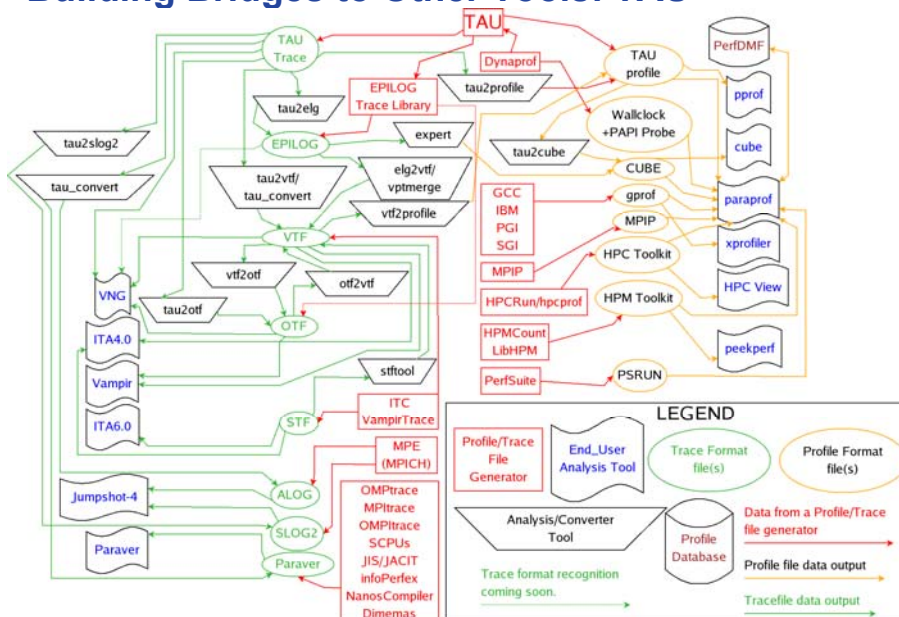 TAU
TAU
Trace
Dynaprof
TAU
profile
PerfDMF
EPILOG
Trace Library
tau2profile
pprof
tau2elg
Wallclock
+PAPI Probe
tau2slog2
EPILOG
expert
tau2cube
cube
tau_convert
tau2vtf/
tau_convert
elg2vtf/
vptmerge
CUBE
GCC
IBM
PGI
SGI
gprof
paraprof
vtf2profile
MPIP
VTF
xprofiler
HPC Toolkit
vtf2otf
otf2vtf
MPIP
HPC View
VNG
tau2otf
HPCRun/hpcprof
HPM Toolkit
OTF
ITA4.0
HPMCount
LibHPM
peekperf
stftool
Vampir
PerfSuite
PSRUN
ITA6.0
STF
ITC
VampirTrace
LEGEND
MPE
(MPICH)
Profile/Trace
File
Generator
End_User
Analysis Tool
Trace Format
file(s)
Profile Format
file(s)
Jumpshot-4
ALOG
OMPtrace
MPItrace
OMPItrace
SCPUs
JIS/JACIT
infoPerfex
NanosCompiler
Dimemas
SLOG2
Analysis/Converter
Tool
Profile
Database
Data from a Profile/Trace
file generator
Paraver
Paraver
Profile file data output
Trace format recognition
coming soon.
Tracefile data output